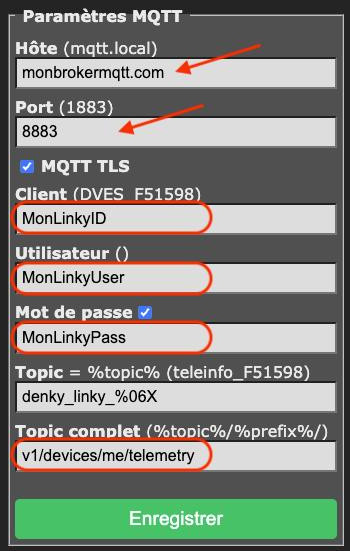 Paramètres MQTT
Hôte (mqtt.local)
monbrokermqtt.com
Port (1883)
8883
MQTT TLS
Client (DVES_F51598)
MonLinkyID
Utilisateur ()
MonLinkyUser
Mot de passe
MonLinkyPass
Topic = %topic% (teleinfo_F51598)
denky_linky_%06X
Topic complet (%topic%/%prefix%/)
v1/devices/me/telemetry
Enregistrer